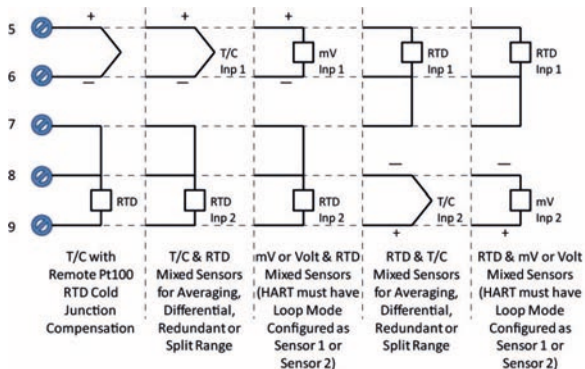 5 + + +
T/C Inp 1
mV Inp 1
RTD Inp 1
RTD Inp 1
6 — — —
7
8 — —
RTD
RTD Inp 2
RTD Inp 2
T/C Inp 2
mV Inp 2
9 + +
T/C with
Remote Pt100
RTD Cold
Junction
Compensation
T/C & RTD
Mixed Sensors
for Averaging,
Differential,
Redundant or
Split Range
mV or Volt & RTD
Mixed Sensors
(HART must have
Loop Mode
Configured as
Sensor 1 or
Sensor 2)
RTD & T/C
Mixed Sensors
for Averaging,
Differential,
Redundant or
Split Range
RTD & mV or Volt
Mixed Sensors
(HART must have
Loop Mode
Configured as
Sensor 1 or
Sensor 2)